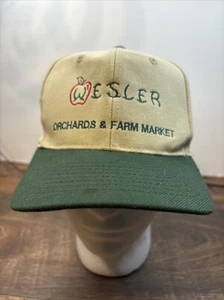 WESLER
ORCHARDS & FARM MARKET